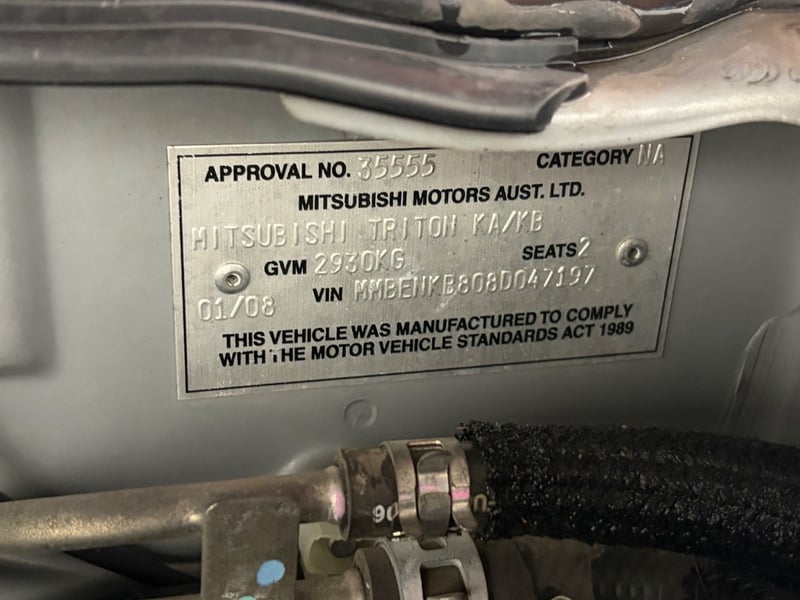 APPROVAL NO. 35555 CATEGORY NA
MITSUBISHI MOTORS AUST. LTD.
MITSUBISHI TRITON KA/KB
GVM 2930KG SEATS 2
01/08 VIN MMBENKB808D047197
THIS VEHICLE WAS MANUFACTURED TO COMPLY
WITH THE MOTOR VEHICLE STANDARDS ACT 1989